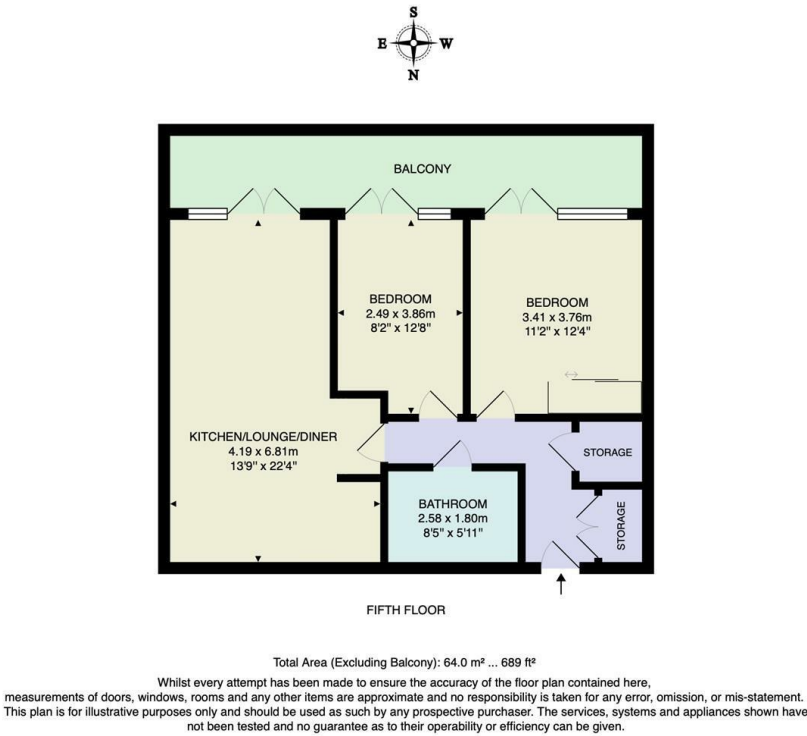 S
E W
N
BALCONY
BEDROOM
2.49 x 3.86m
8'2" x 12'8"
BEDROOM
3.41 x 3.76m
11'2" x 12'4"
KITCHEN/LOUNGE/DINER
4.19 x 6.81m
13'9" x 22'4"
STORAGE
BATHROOM
2.58 x 1.80m
8'5" x 5'11"
STORAGE
FIFTH FLOOR
Total Area (Excluding Balcony): 64.0 m² ... 689 ft²
Whilst every attempt has been made to ensure the accuracy of the floor plan contained here,
measurements of doors, windows, rooms and any other items are approximate and no responsibility is taken for any error, omission, or mis-statement.
This plan is for illustrative purposes only and should be used as such by any prospective purchaser. The services, systems and appliances shown have
not been tested and no guarantee as to their operability or efficiency can be given.